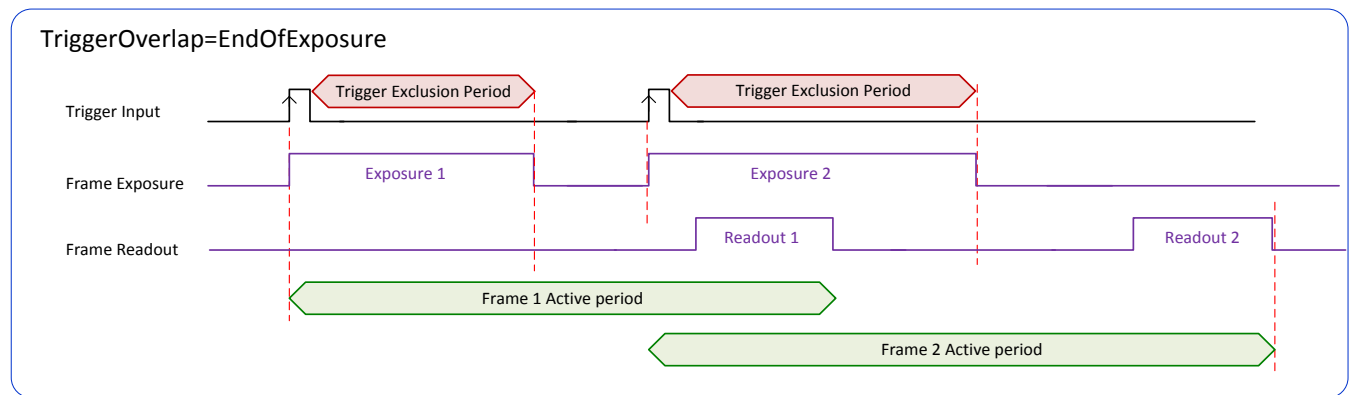 TriggerOverlap=EndOfExposure
Trigger Input
Trigger Exclusion Period
Trigger Exclusion Period
Frame Exposure
Exposure 1
Exposure 2
Frame Readout
Readout 1
Readout 2
Frame 1 Active period
Frame 2 Active period